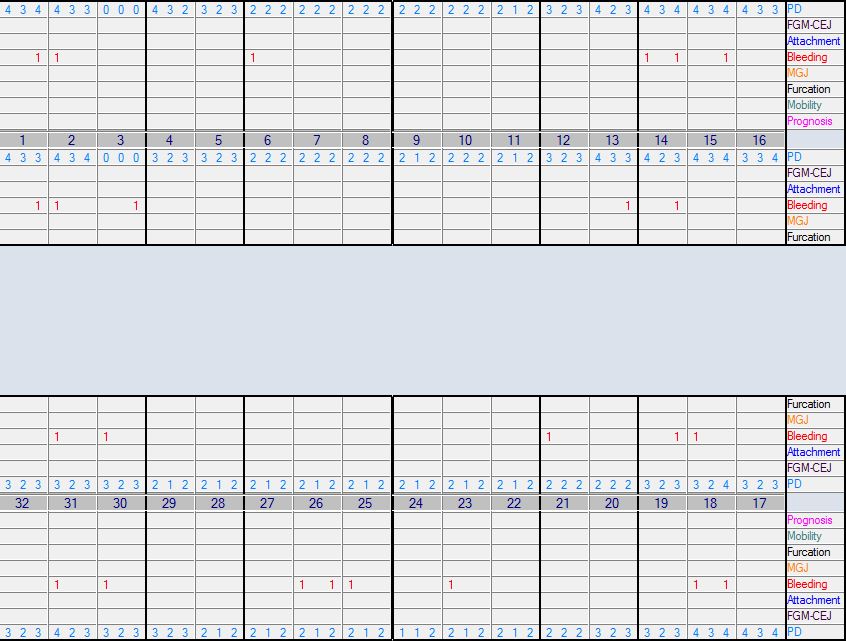 4 3 4 4 3 3 0 0 0 4 3 2 3 2 3 2 2 2 2 2 2 2 2 2 2 2 2 2 2 2 2 1 2 3 2 3 4 2 3 4 3 4 4 3 4 4 3 3 PD
FGM-CEJ
Attachment
1 1 1 1 1 1 Bleeding
MGJ
Furcation
Mobility
Prognosis
1 2 3 4 5 6 7 8 9 10 11 12 13 14 15 16
4 3 3 4 3 4 0 0 0 3 2 3 3 2 3 2 2 2 2 2 2 2 2 2 2 1 2 2 2 2 2 1 2 3 2 3 4 3 3 4 2 3 4 3 4 3 3 4 PD
FGM-CEJ
Attachment
1 1 1 1 1 Bleeding
MGJ
Furcation
Furcation
MGJ
1 1 1 1 1 Bleeding
Attachment
FGM-CEJ
3 2 3 3 2 3 3 2 3 2 1 2 2 1 2 2 1 2 2 1 2 2 1 2 2 1 2 2 1 2 2 1 2 2 1 2 2 1 2 3 2 3 3 2 4 3 2 3 PD
32 31 30 29 28 27 26 25 24 23 22 21 20 19 18 17
Prognosis
Mobility
Furcation
MGJ
1 1 1 1 1 1 1 1 Bleeding
Attachment
FGM-CEJ
3 2 3 4 2 3 3 2 3 3 2 3 2 1 2 2 1 2 2 1 2 2 1 2 1 1 2 2 1 2 2 1 2 2 1 2 2 1 2 3 2 3 3 2 3 3 2 3 PD